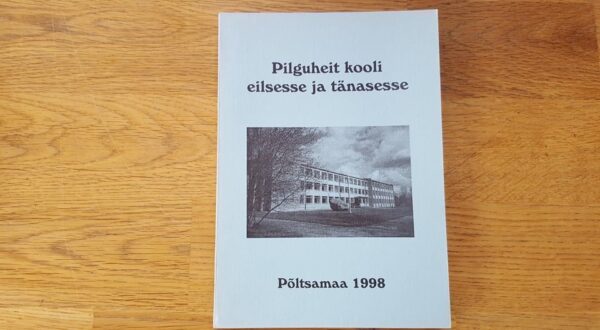 Pilguheit kooli
eilsesse ja tänasesse
Põltsamaa 1998